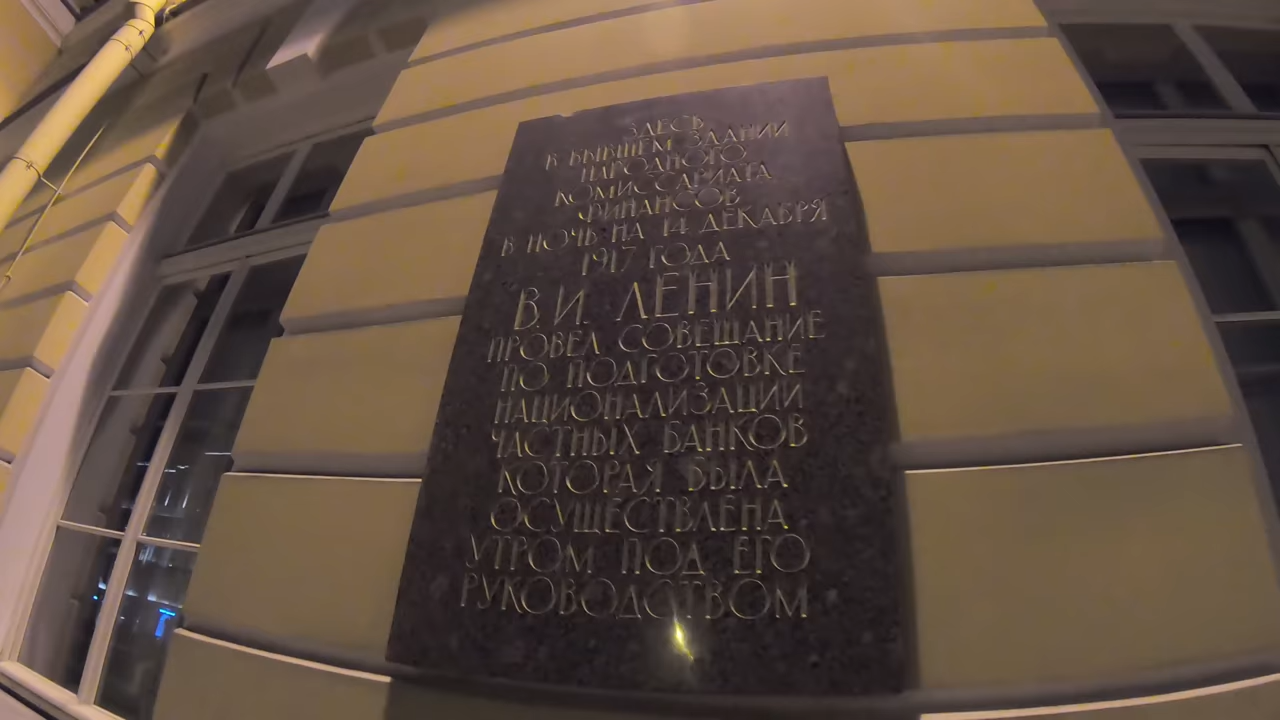 ЗДЕСЬ
В БЫВШЕМ ЗДАНИИ
НАРОДНОГО
КОМИССАРИАТА
ФИНАНСОВ
В НОЧЬ НА 14 ДЕКАБРЯ
1917 ГОДА
В.И. ЛЕНИН
ПРОВЕЛ СОВЕЩАНИЕ
ПО ПОДГОТОВКЕ
НАЦИОНАЛИЗАЦИИ
ЧАСТНЫХ БАНКОВ
КОТОРАЯ БЫЛА
ОСУЩЕСТВЛЕНА
УТРОМ ПОД ЕГО
РУКОВОДСТВОМ